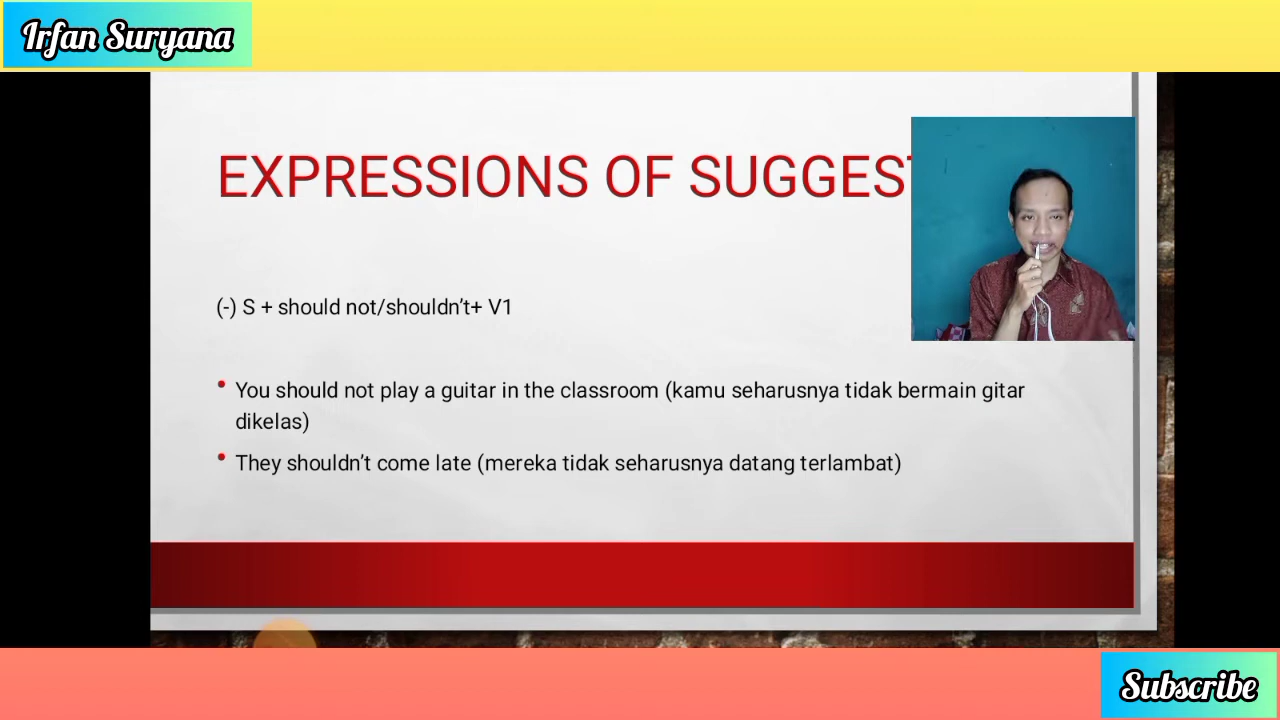 Irfan Suryana
EXPRESSIONS OF SUGGEST
(-) S + should not/shouldn't+ V1
• You should not play a guitar in the classroom (kamu seharusnya tidak bermain gitar
dikelas)
• They shouldn't come late (mereka tidak seharusnya datang terlambat)
Subscribe